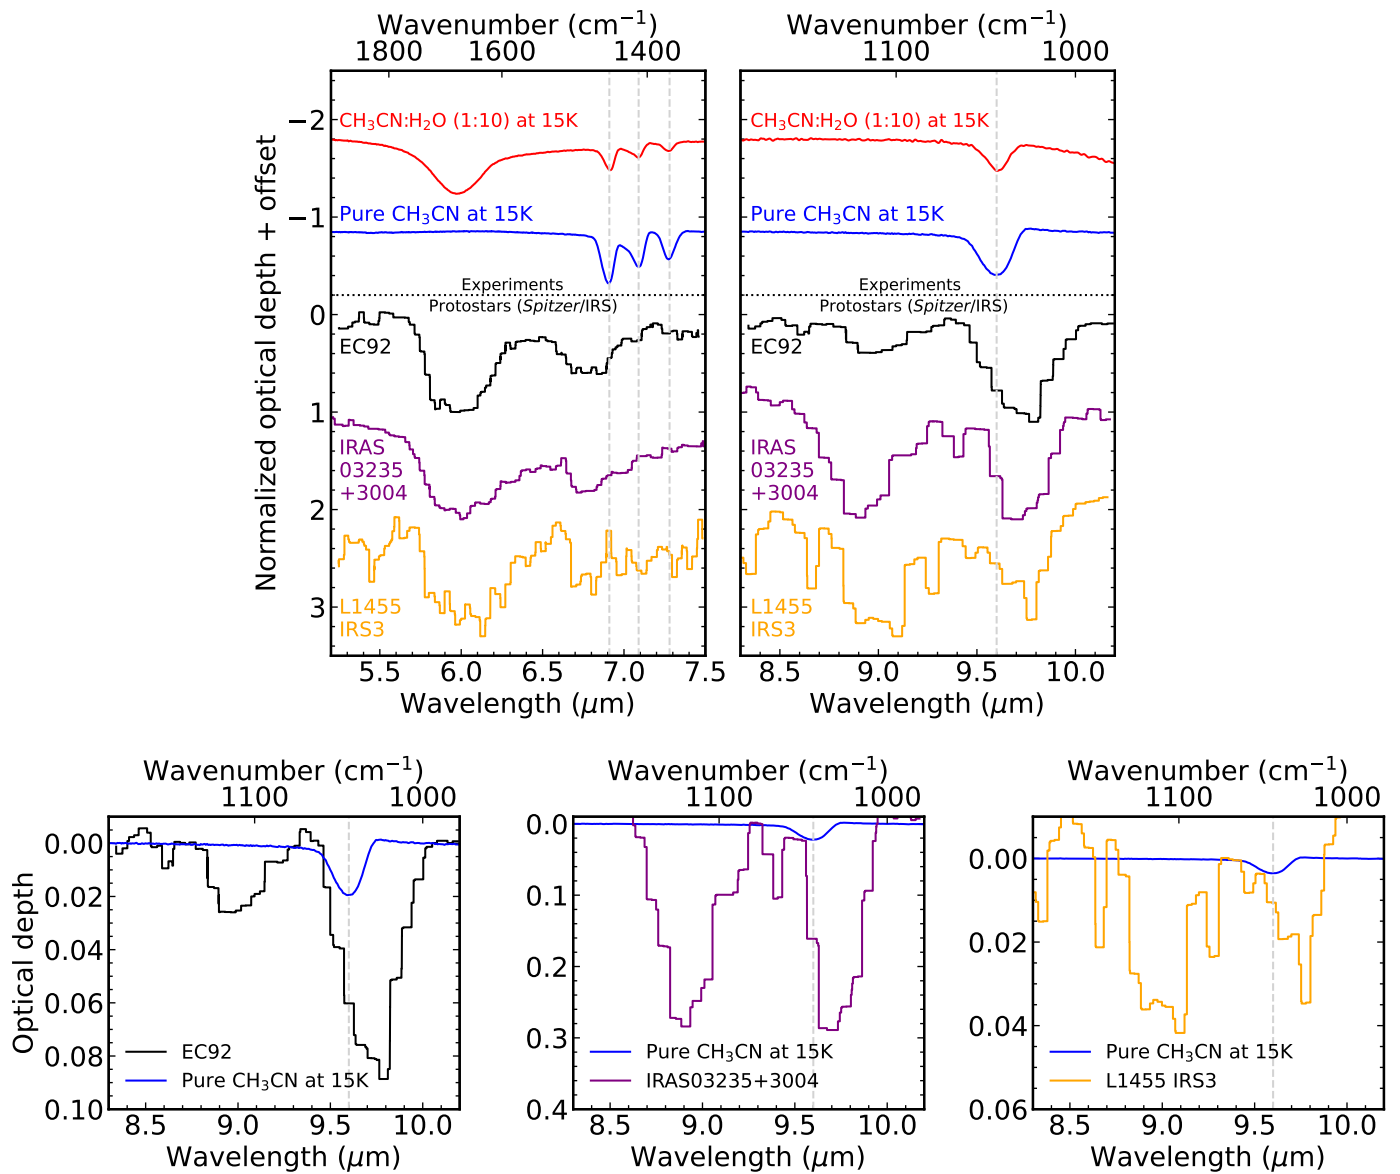 Wavenumber (cm⁻¹)
Wavenumber (cm⁻¹)
1800 1600 1400
1100 1000
Normalized optical depth + offset
−2
−1
0
1
2
3
CH₃CN:H₂O (1:10) at 15K
Pure CH₃CN at 15K
Experiments
Protostars (Spitzer/IRS)
EC92
IRAS
03235
+3004
L1455
IRS3
CH₃CN:H₂O (1:10) at 15K
Pure CH₃CN at 15K
Experiments
Protostars (Spitzer/IRS)
EC92
IRAS
03235
+3004
L1455
IRS3
5.5 6.0 6.5 7.0 7.5
8.5 9.0 9.5 10.0
Wavelength (μm)
Wavelength (μm)
Wavenumber (cm⁻¹)
1100 1000
Optical depth
0.00
0.02
0.04
0.06
0.08
0.10
EC92
Pure CH₃CN at 15K
8.5 9.0 9.5 10.0
Wavelength (μm)
Wavenumber (cm⁻¹)
1100 1000
0.0
0.1
0.2
0.3
0.4
Pure CH₃CN at 15K
IRAS03235+3004
8.5 9.0 9.5 10.0
Wavelength (μm)
Wavenumber (cm⁻¹)
1100 1000
0.00
0.02
0.04
0.06
Pure CH₃CN at 15K
L1455 IRS3
8.5 9.0 9.5 10.0
Wavelength (μm)